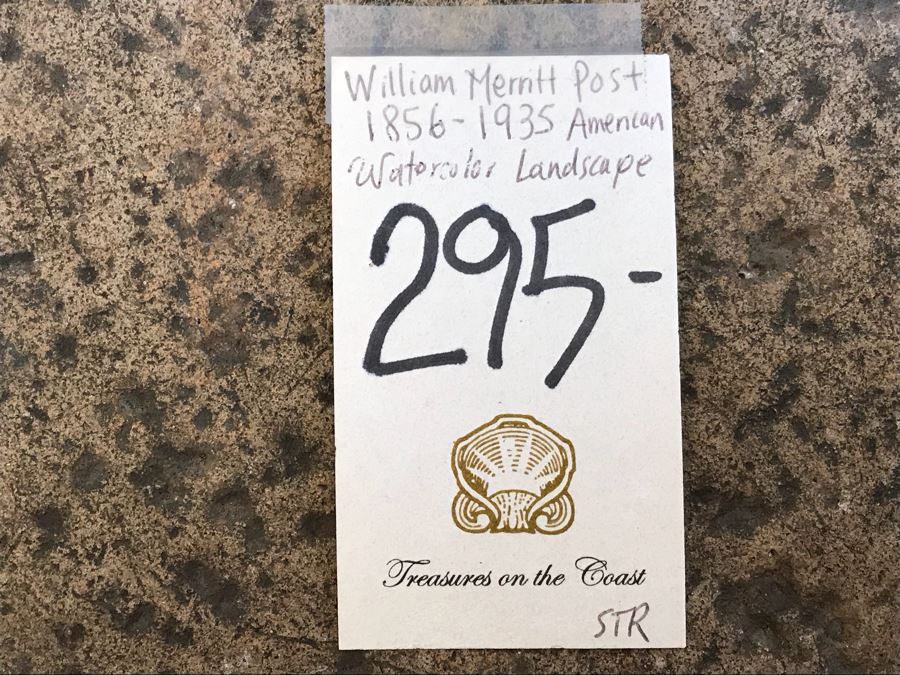 William Merritt Post
1856-1935 American
Watercolor Landscape
295-
Treasures on the Coast
STR